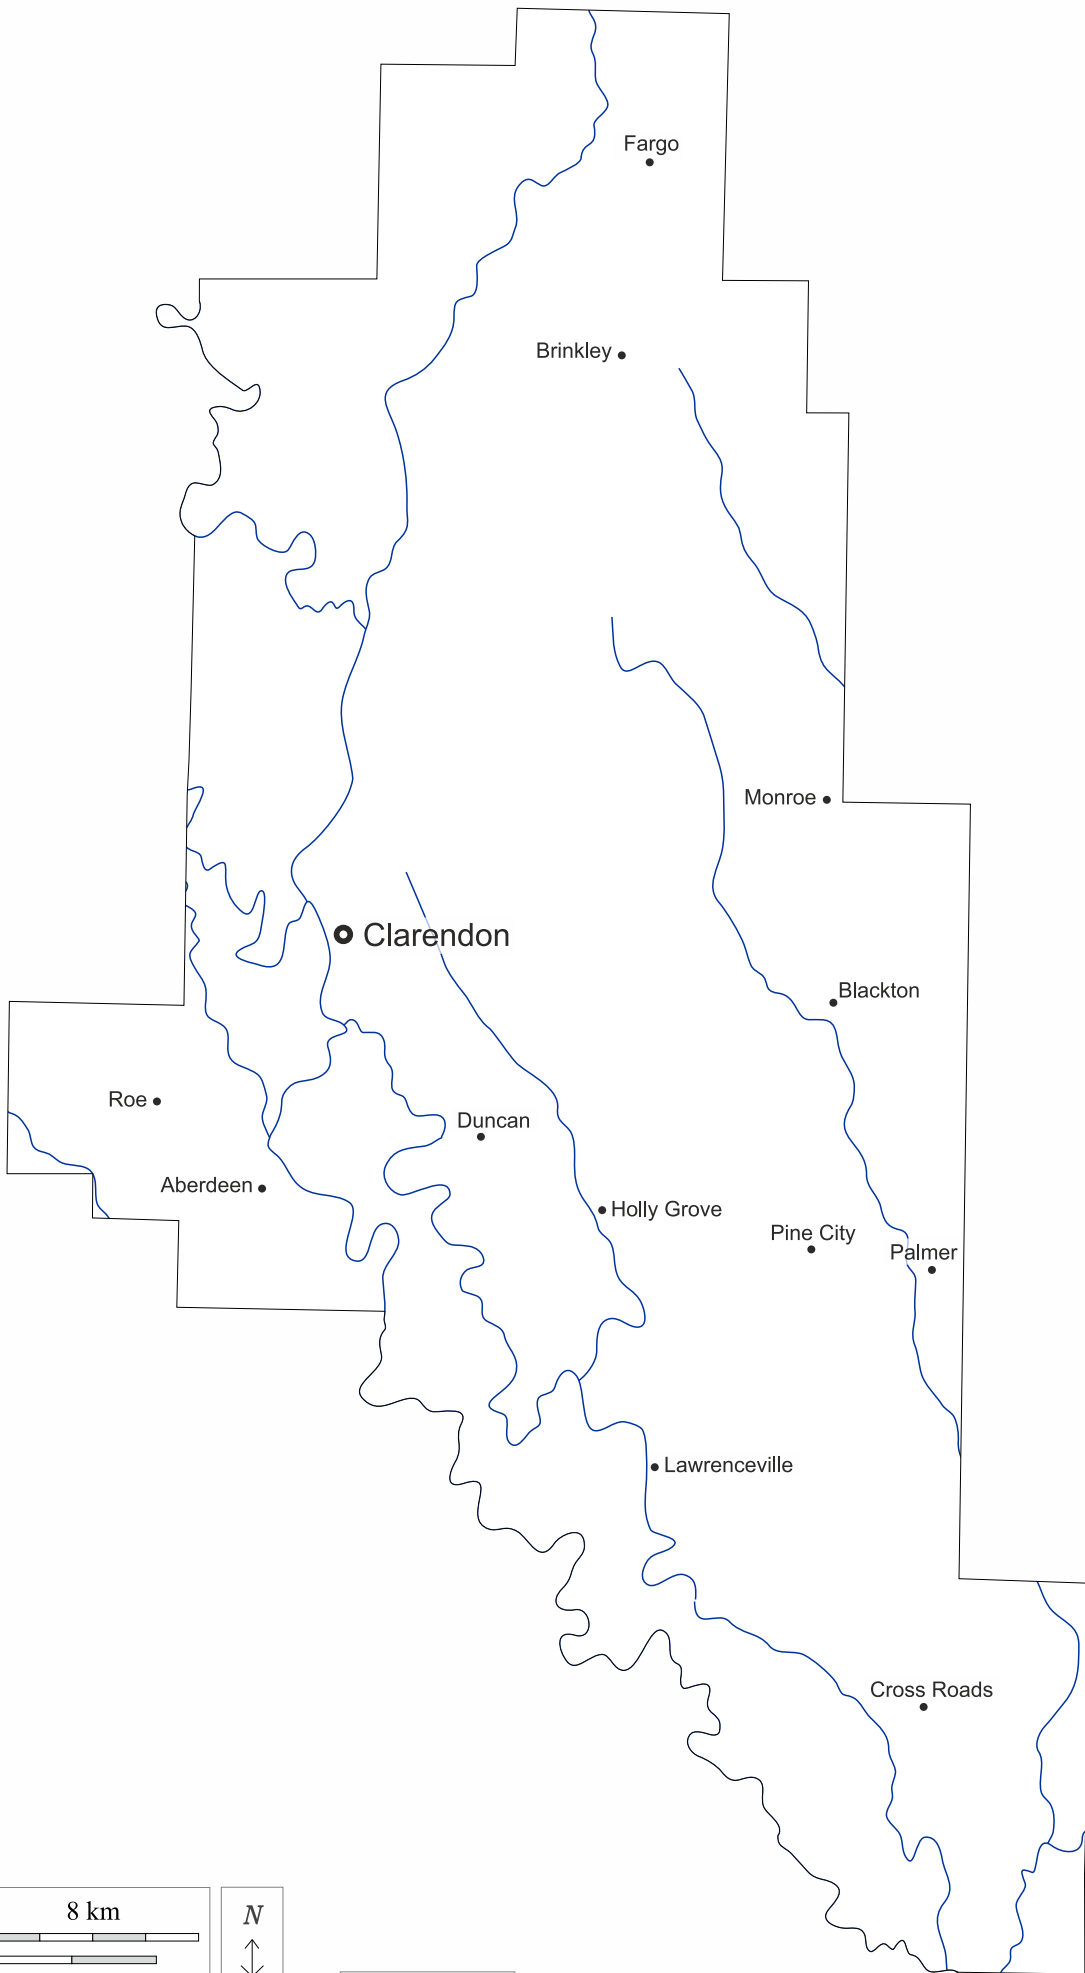 Fargo
Brinkley
Monroe
Clarendon
Blackton
Roe
Duncan
Aberdeen
Holly Grove
Pine City
Palmer
Lawrenceville
Cross Roads
8 km
N